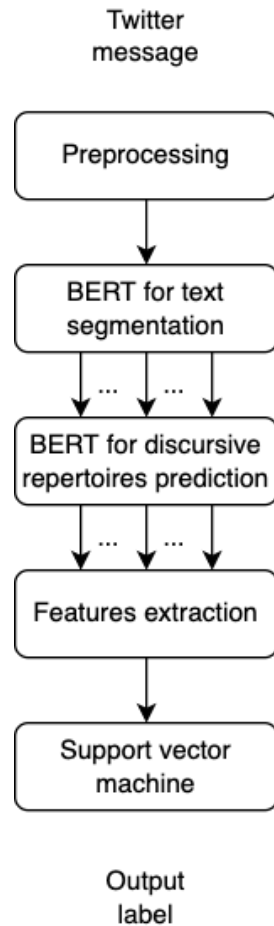 Twitter
message
Preprocessing
BERT for text
segmentation
... ...
BERT for discursive
repertoires prediction
... ...
Features extraction
Support vector
machine
Output
label